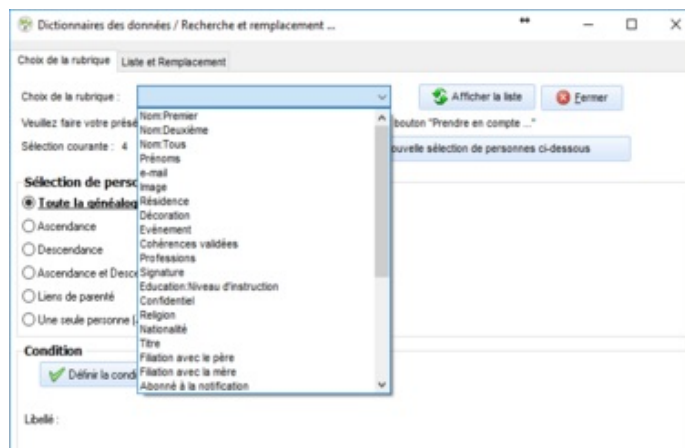 Dictionnaires des données / Recherche et remplacement ...
Choix de la rubrique
Liste et Remplacement
Choix de la rubrique :
Afficher la liste
Fermer
Veuillez faire votre présé
bouton "Prendre en compte ..."
Sélection courante : 4
ouvelle sélection de personnes ci-dessous
Nom:Premier
Nom:Deuxième
Nom:Tous
Prénoms
e-mail
Image
Résidence
Décoration
Evénement
Cohérences validées
Professions
Signature
Education:Niveau d'instruction
Confidentiel
Religion
Nationalité
Titre
Filiation avec le père
Filiation avec la mère
Abonné à la notification
Sélection de perso
Toute la généalog
Ascendance
Descendance
Ascendance et Desce
Liens de parenté
Une seule personne (
Condition
Définir la condi
Libellé :